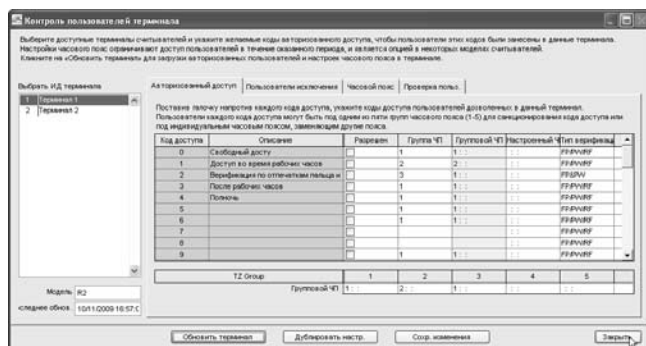 Контроль пользователей терминала
Выберите доступные терминалы считывателей и укажите желаемые коды авторизованного доступа, чтобы пользователи этих кодов были занесены в данные терминала.
Настройки часового пояс ограничивают доступ пользователей в течение оказанного периода, и является опцией в некоторых моделях считывателей.
Кликните на «Обновить терминал» для загрузки авторизованных пользователей и настроек часового пояса в терминале.
Выбрать ИД терминала
1 Терминал 1
2 Терминал 2
Модель R2
следнее обнов. 10/11/2009 16:57:0
Авторизованный доступ Пользователи исключения Часовой пояс Проверка польз.
Поставив галочку напротив каждого кода доступа, укажите коды доступа пользователей дозволенных в данный терминал.
Пользователи каждого кода доступа могут быть под одним из пяти групп часового пояса (1-5) для санкционирования кода доступа или
под индивидуальным часовым поясом, заменяющем другие пояса.
Код доступа Описание Разрешен Группа ЧП Групповой ЧП Настроенный Ч Тип верификац
0 Свободный досту 1 1 : : : : FP/PW/RF
1 Доступ во время рабочих часов 2 2 : : : : FP/PW/RF
2 Верификация по отпечаткам пальца и 3 1 : : : :
3 После рабочих часов 1 1 : : : : FP/PW/RF
4 Полночь 1 1 : : : : FP/PW/RF
5 1 1 : : : : FP/PW/RF
6 1 1 : : : : FP/PW/RF
7 : : FP/PW/RF
8 : : FP/PW/RF
9 1 1 : : : : FP/PW/RF
TZ Group 1 2 3 4 5
Групповой ЧП 1 : : 2 : : 1 : : : : : :
Обновить терминал Дублировать настр. Сохр. изменения Закрыть